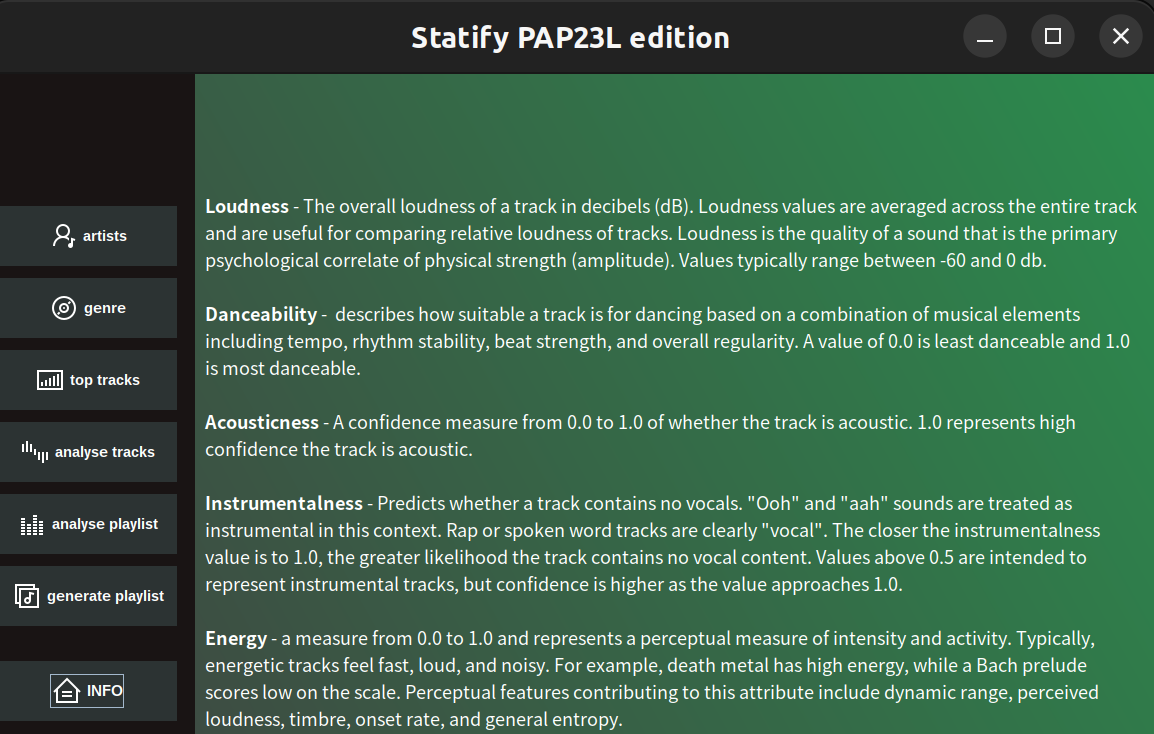 Statify PAP23L edition
artists
genre
top tracks
analyse tracks
analyse playlist
generate playlist
INFO
Loudness - The overall loudness of a track in decibels (dB). Loudness values are averaged across the entire track
and are useful for comparing relative loudness of tracks. Loudness is the quality of a sound that is the primary
psychological correlate of physical strength (amplitude). Values typically range between -60 and 0 db.
Danceability -  describes how suitable a track is for dancing based on a combination of musical elements
including tempo, rhythm stability, beat strength, and overall regularity. A value of 0.0 is least danceable and 1.0
is most danceable.
Acousticness - A confidence measure from 0.0 to 1.0 of whether the track is acoustic. 1.0 represents high
confidence the track is acoustic.
Instrumentalness - Predicts whether a track contains no vocals. "Ooh" and "aah" sounds are treated as
instrumental in this context. Rap or spoken word tracks are clearly "vocal". The closer the instrumentalness
value is to 1.0, the greater likelihood the track contains no vocal content. Values above 0.5 are intended to
represent instrumental tracks, but confidence is higher as the value approaches 1.0.
Energy - a measure from 0.0 to 1.0 and represents a perceptual measure of intensity and activity. Typically,
energetic tracks feel fast, loud, and noisy. For example, death metal has high energy, while a Bach prelude
scores low on the scale. Perceptual features contributing to this attribute include dynamic range, perceived
loudness, timbre, onset rate, and general entropy.